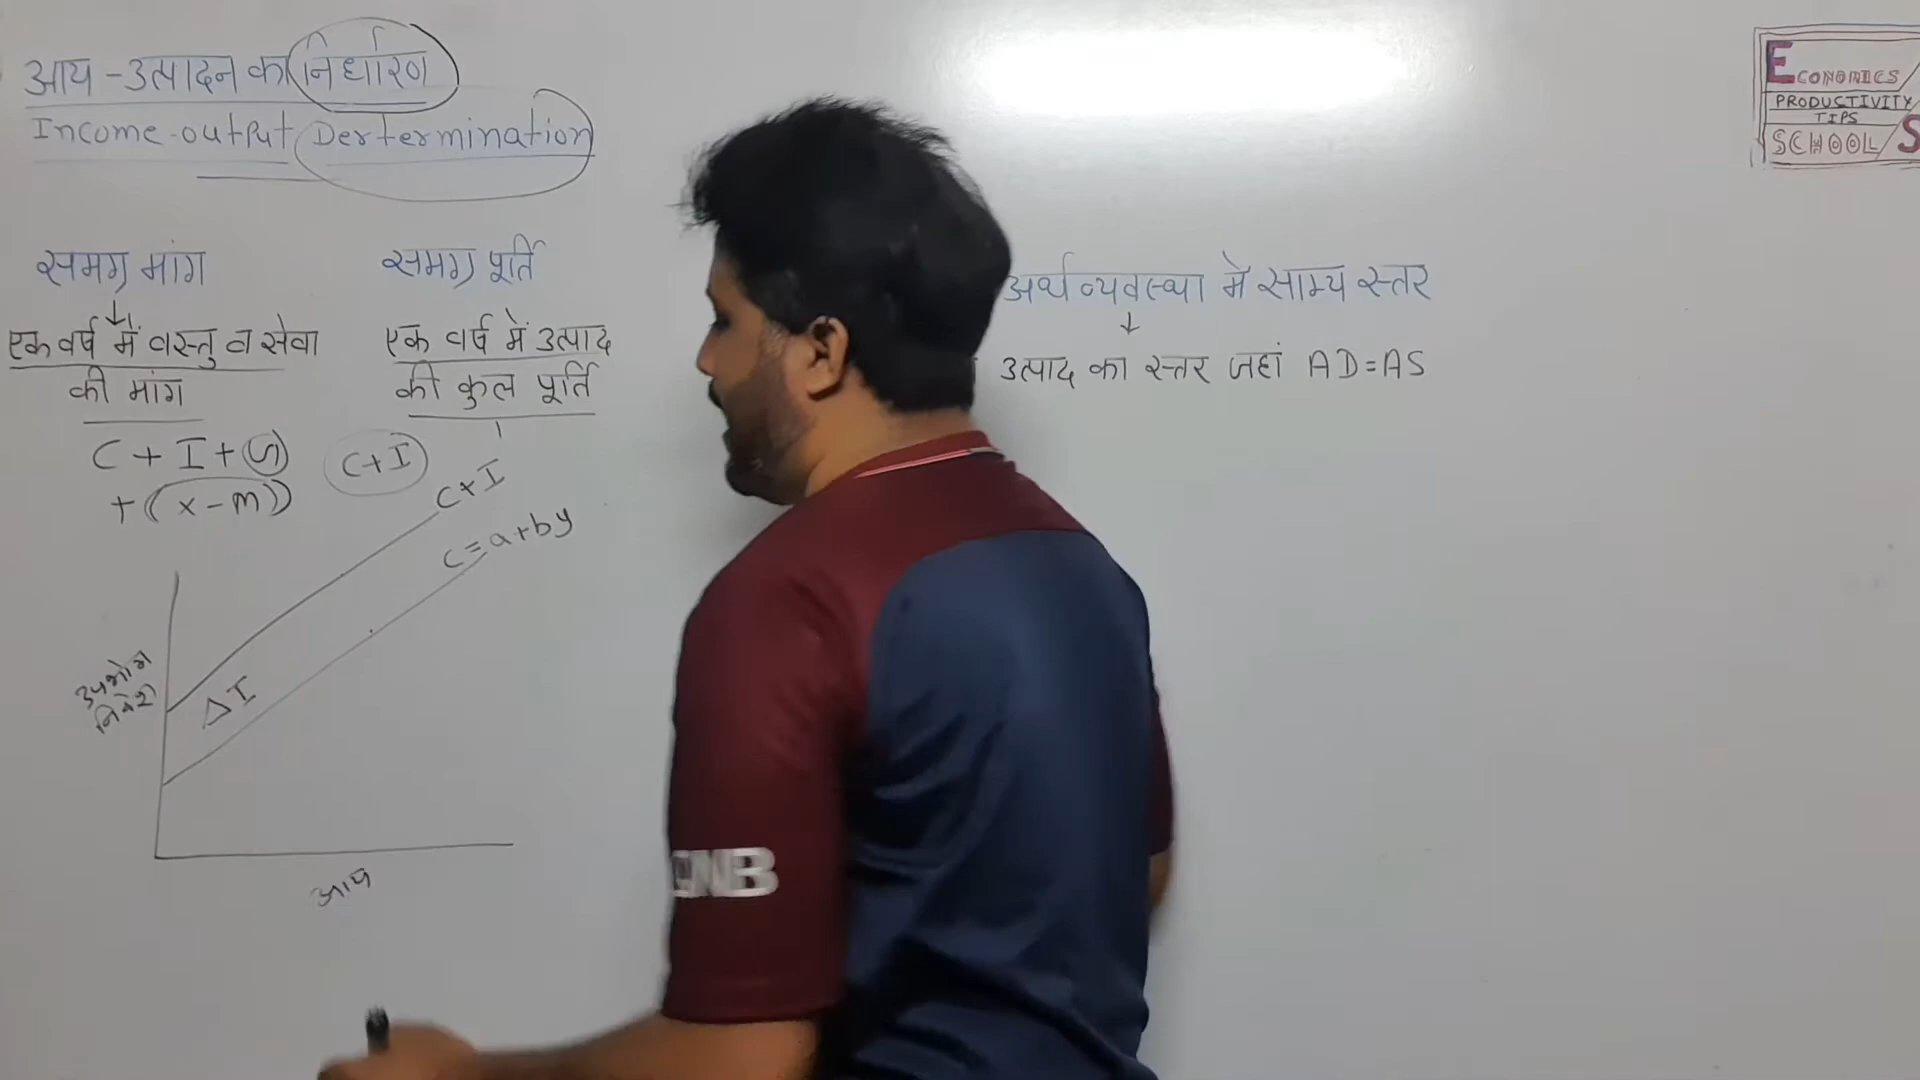 आय-उत्पादन का निर्धारण
Income-output Dertermination
समग्र मांग
एक वर्ष में वस्तु व सेवा
की मांग
C + I + G
+ (x-m)
C+I
समग्र पूर्ति
एक वर्ष में उत्पाद
की कुल पूर्ति
C+I
C=a+by
ΔI
उपभोग
निवेश
आय
अर्थव्यवस्था में साम्य स्तर
उत्पाद का स्तर जहां AD=AS
ECONOMICS
PRODUCTIVITY
TIPS
SCHOOL S
DNB